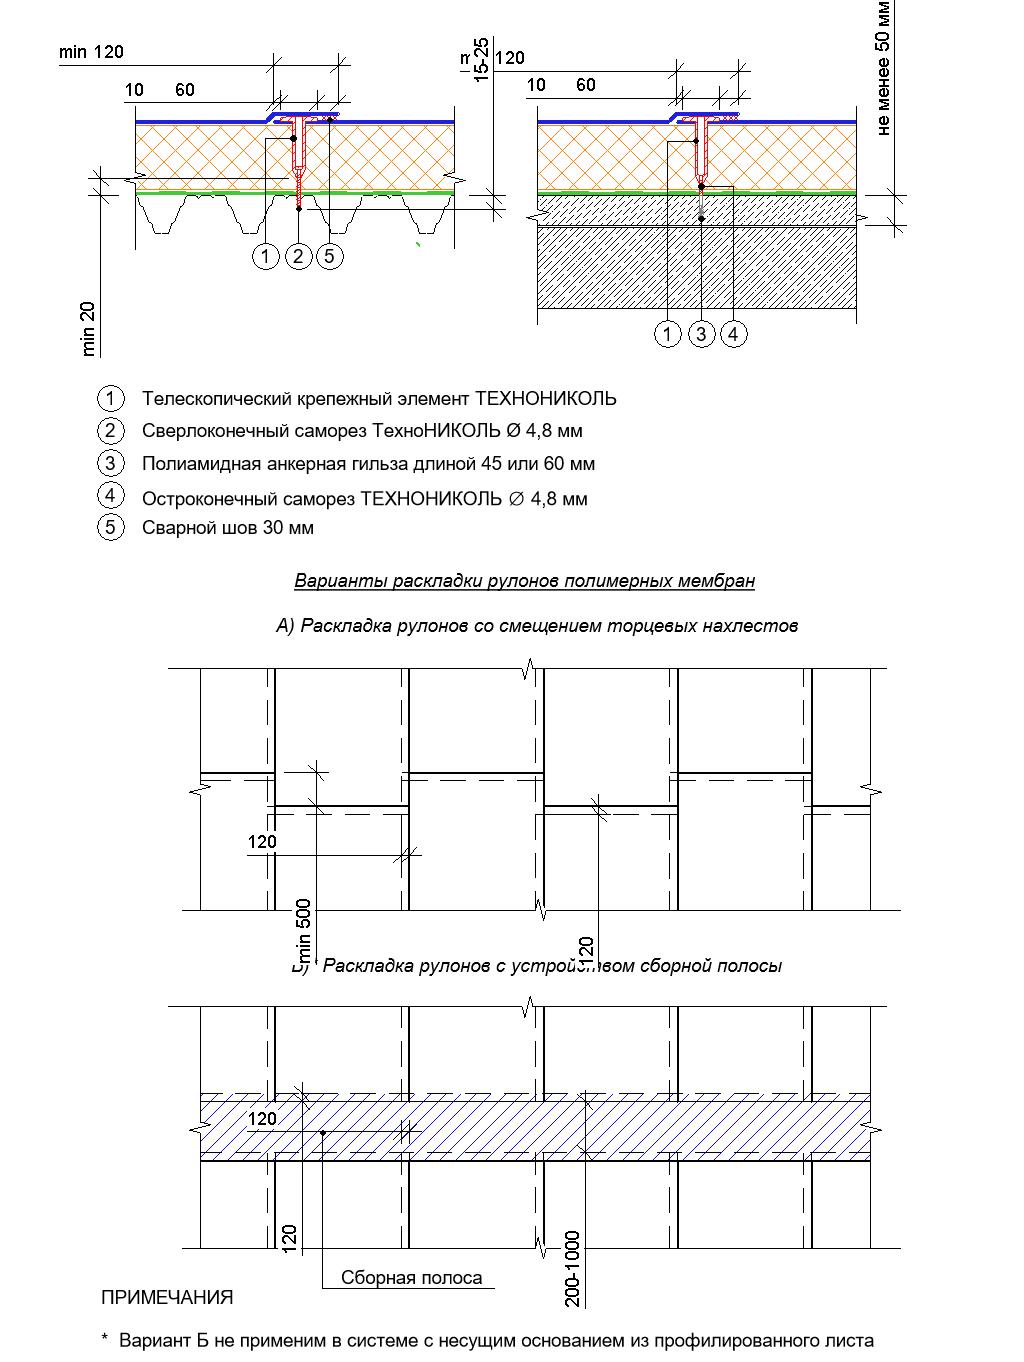 min 120
10 60
15-25
120
10 60
не менее 50 мм
1
2
5
min 20
1
3
4
1 Телескопический крепежный элемент ТЕХНОНИКОЛЬ
2 Сверлоконечный саморез ТехноНИКОЛЬ Ø 4,8 мм
3 Полиамидная анкерная гильза длиной 45 или 60 мм
4 Остроконечный саморез ТЕХНОНИКОЛЬ ∅ 4,8 мм
5 Сварной шов 30 мм
Варианты раскладки рулонов полимерных мембран
А) Раскладка рулонов со смещением торцевых нахлестов
120
min 500
120
Раскладка рулонов с устройством сборной полосы
120
120
200-1000
Сборная полоса
ПРИМЕЧАНИЯ
* Вариант Б не применим в системе с несущим основанием из профилированного листа